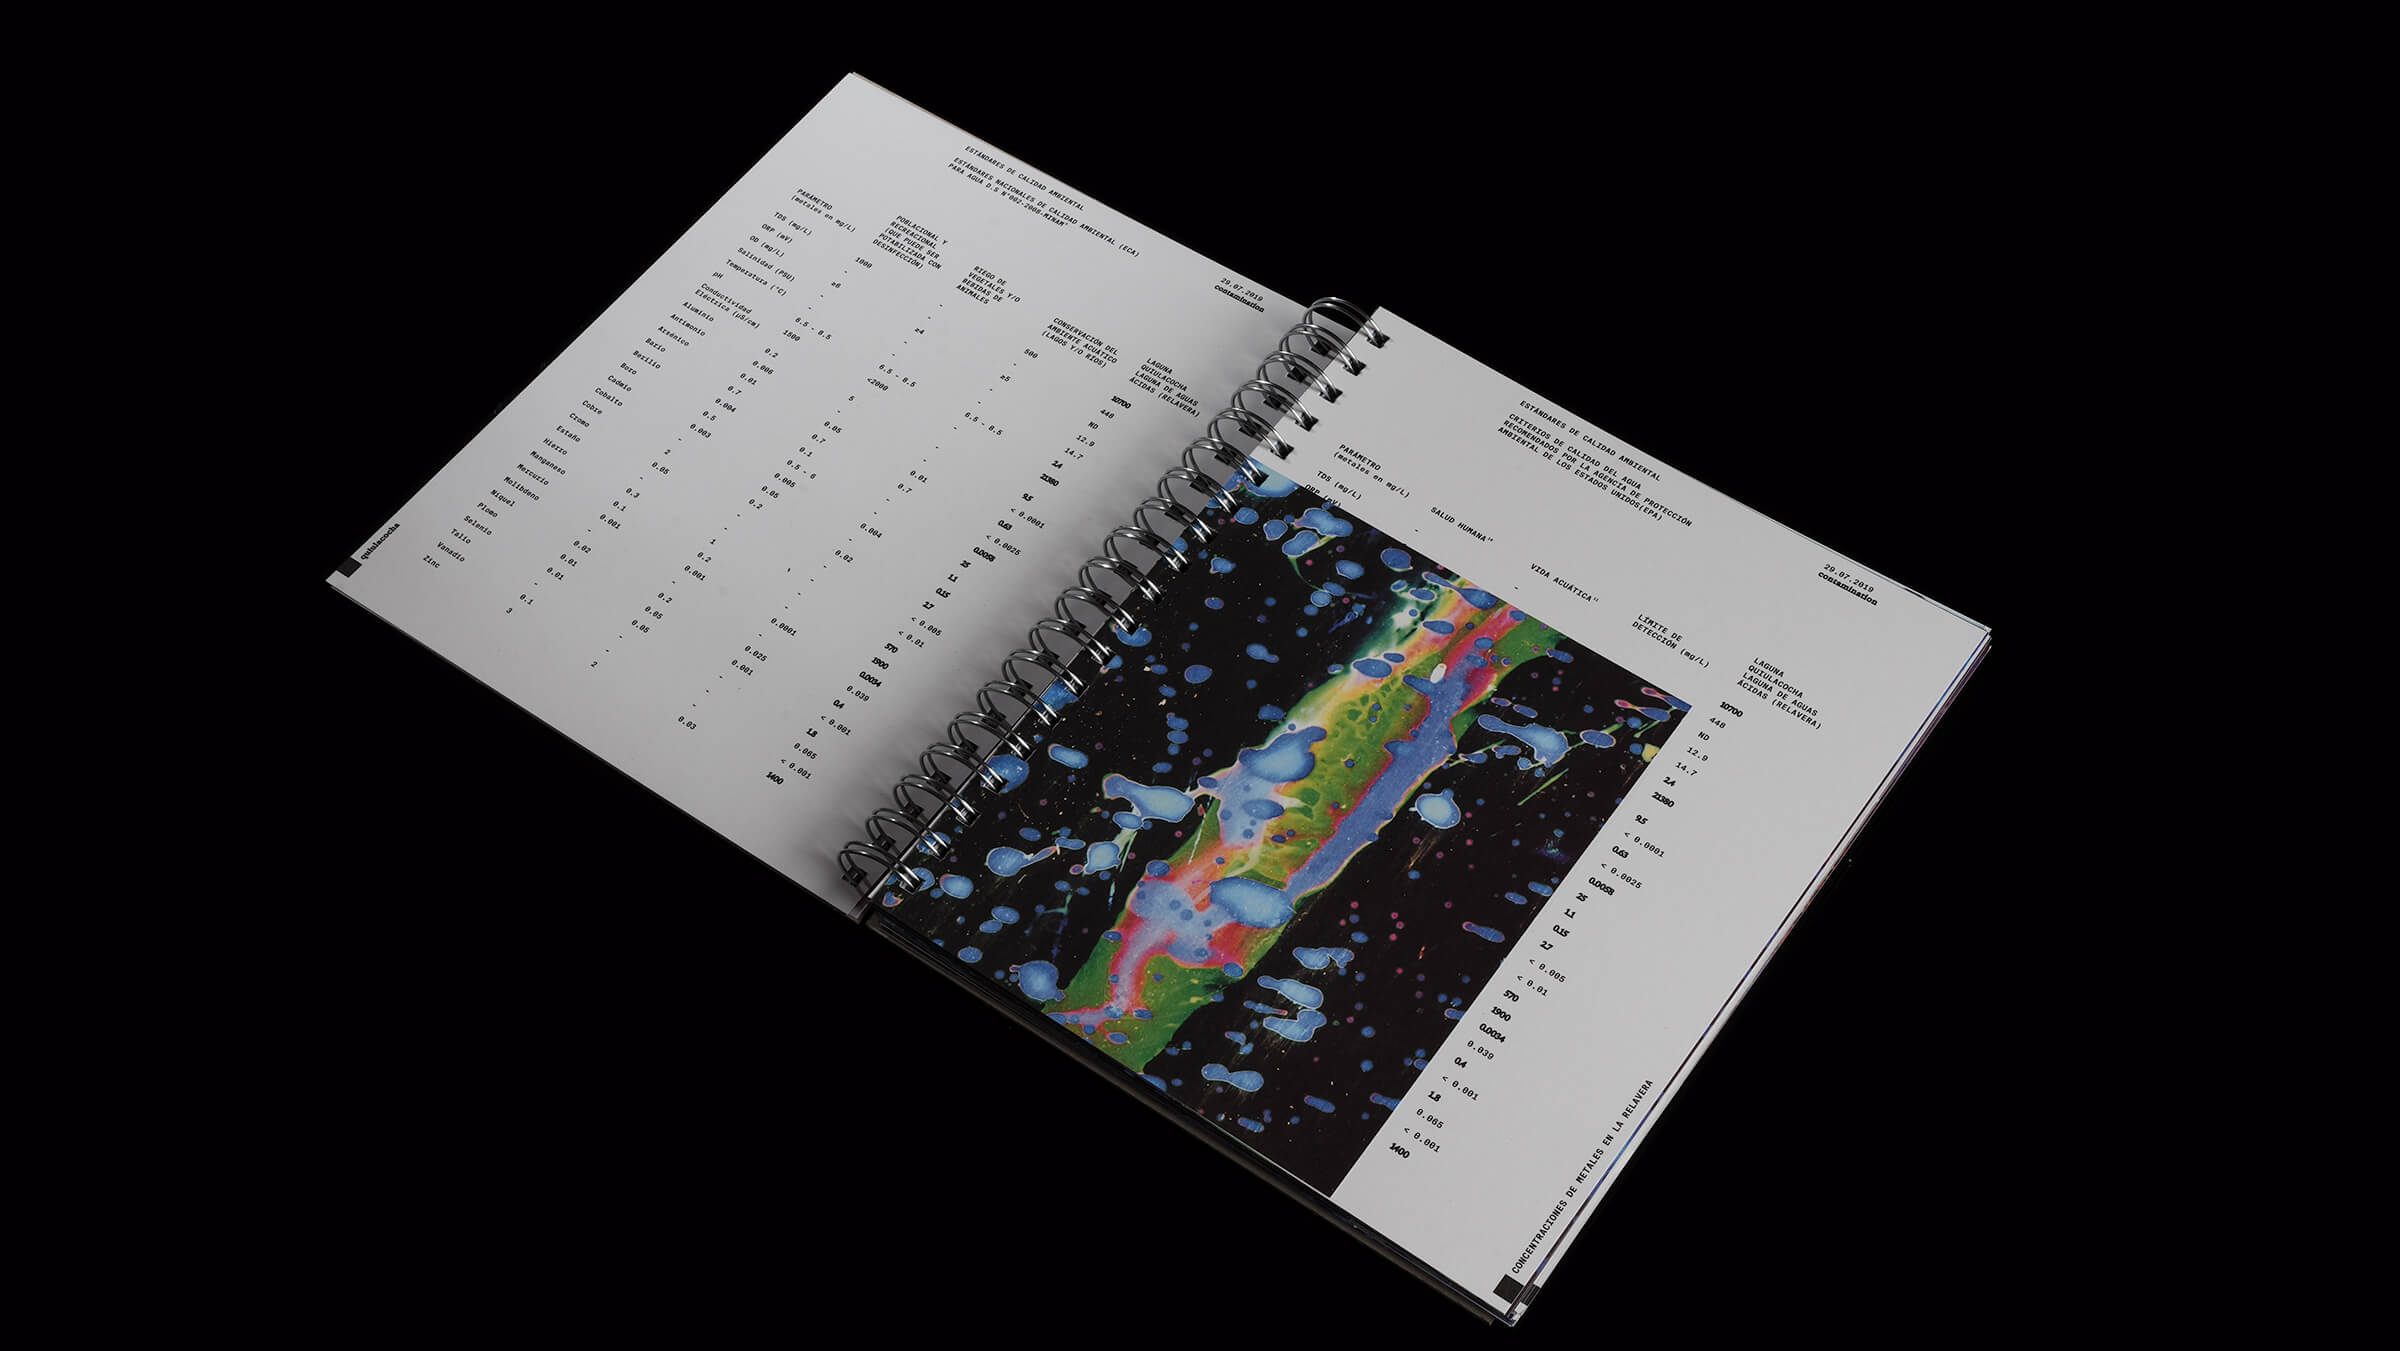 ESTÁNDARES DE CALIDAD AMBIENTAL
ESTÁNDARES NACIONALES DE CALIDAD AMBIENTAL (ECA)
PARA AGUA D.S N°002-2008-MINAM¹
29.07.2019
contamination
PARÁMETRO
(metales en mg/L)
TDS (mg/L)
ORP (mV)
OD (mg/L)
Salinidad (PSU)
Temperatura (°C)
pH
Conductividad
Eléctrica (µS/cm)
Aluminio
Antimonio
Arsénico
Bario
Berilio
Boro
Cadmio
Cobalto
Cobre
Cromo
Estaño
Hierro
Manganeso
Mercurio
Molibdeno
Níquel
Plomo
Selenio
Talio
Vanadio
Zinc
POBLACIONAL Y
RECREACIONAL
(QUE PUEDE SER
POTABILIZADA CON
DESINFECCIÓN)
1000
-
≥6
-
-
6.5 - 8.5
1500
0.2
0.006
0.01
0.7
0.004
0.5
0.003
-
2
0.05
-
0.3
0.1
0.001
-
0.02
0.01
0.01
-
0.1
3
RIEGO DE
VEGETALES Y/O
BEBIDAS DE
ANIMALES
-
-
≥4
-
-
6.5 - 8.5
<2000
5
-
0.05
0.7
0.1
0.5 - 6
0.005
0.05
0.2
-
-
1
0.2
0.001
-
0.2
0.05
0.05
-
-
2
CONSERVACIÓN DEL
AMBIENTE ACUÁTICO
(LAGOS Y/O RÍOS)
500
-
≥5
-
-
6.5 - 8.5
-
-
-
0.01
0.7
-
-
0.004
-
0.02
-
-
-
-
0.0001
-
0.025
0.001
-
-
-
0.03
LAGUNA
QUIULACOCHA
LAGUNA DE AGUAS
ÁCIDAS (RELAVERA)
10700
448
ND
12.9
14.7
2.4
21380
9.5
< 0.0001
0.63
< 0.0025
0.0058
25
1.1
0.15
2.7
< 0.005
< 0.01
570
1900
0.0034
0.039
0.4
< 0.001
1.8
0.065
< 0.001
1400
quiulacocha
ESTÁNDARES DE CALIDAD AMBIENTAL
CRITERIOS DE CALIDAD DEL AGUA
RECOMENDADOS POR LA AGENCIA DE PROTECCIÓN
AMBIENTAL DE LOS ESTADOS UNIDOS(EPA)
29.07.2019
contamination
PARÁMETRO
(metales en mg/L)
TDS (mg/L)
ORP (mV)
SALUD HUMANA
-
VIDA ACUÁTICA
-
LÍMITE DE
DETECCIÓN (mg/L)
LAGUNA
QUIULACOCHA
LAGUNA DE AGUAS
ÁCIDAS (RELAVERA)
10700
448
ND
12.9
14.7
2.4
21380
9.5
< 0.0001
0.63
< 0.0025
0.0058
25
1.1
0.15
2.7
< 0.005
< 0.01
570
1900
0.0034
0.039
0.4
< 0.001
1.8
0.065
< 0.001
1400
CONCENTRACIONES DE METALES EN LA RELAVERA